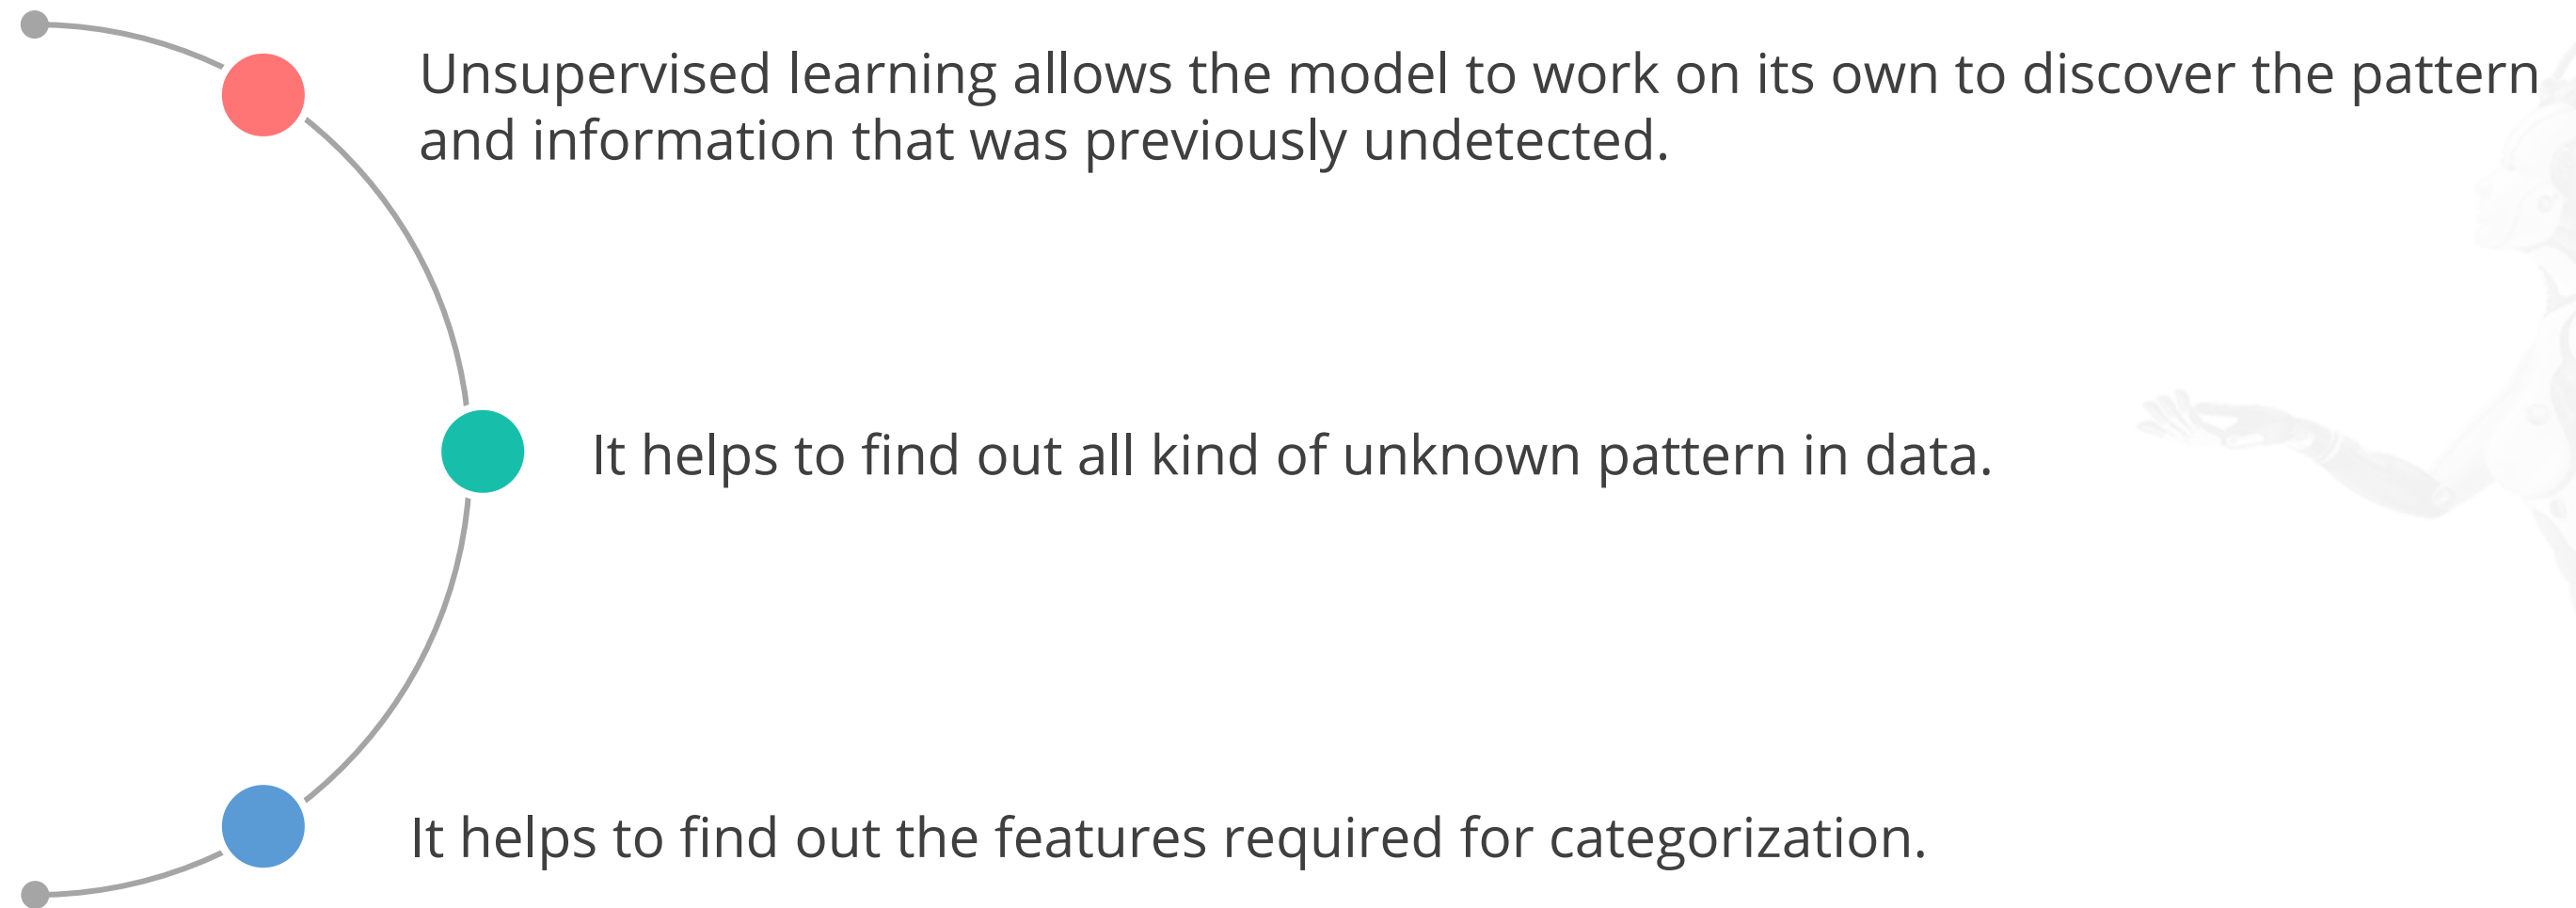 Unsupervised learning allows the model to work on its own to discover the pattern
and information that was previously undetected.
It helps to find out all kind of unknown pattern in data.
It helps to find out the features required for categorization.